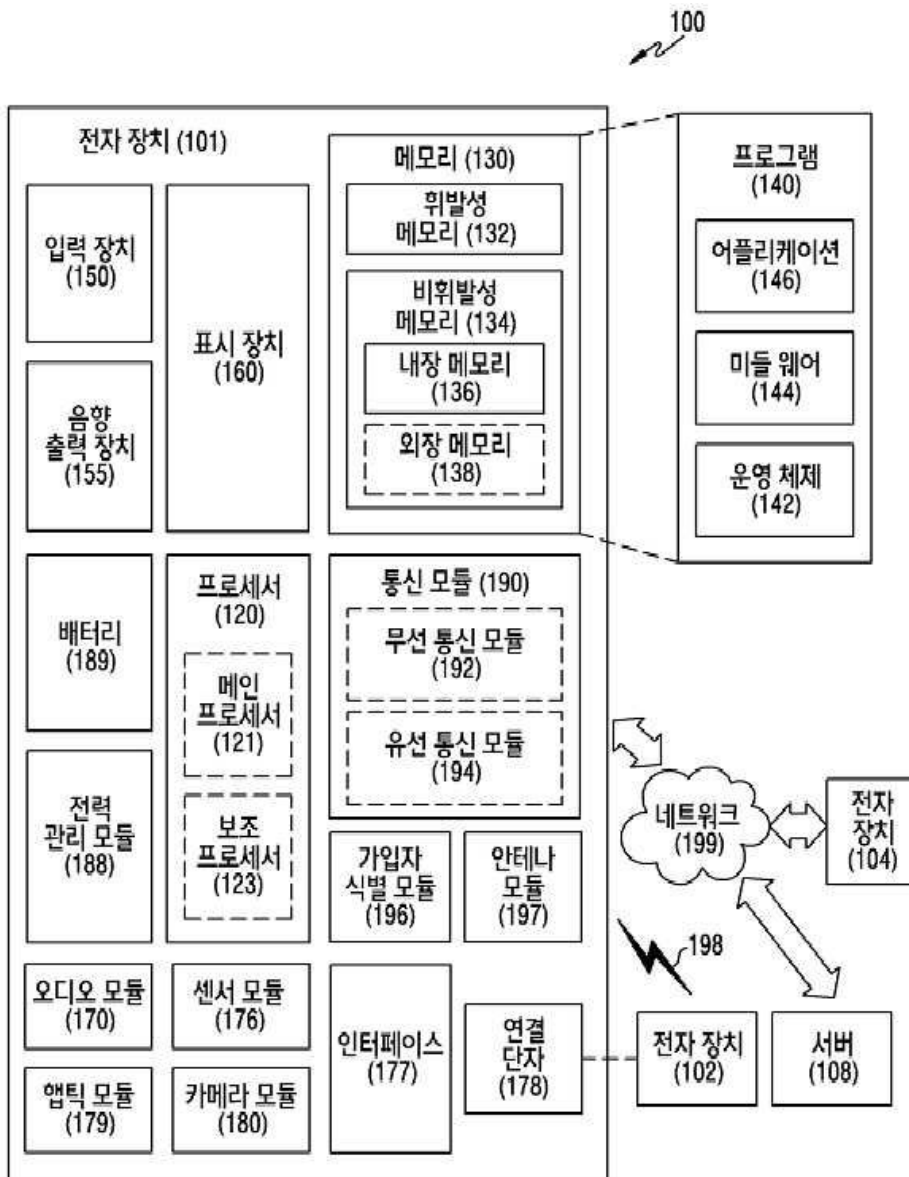 100
전자 장치 (101)
입력 장치
(150)
음향
출력 장치
(155)
표시 장치
(160)
메모리 (130)
휘발성
메모리 (132)
비휘발성
메모리 (134)
내장 메모리
(136)
외장 메모리
(138)
프로그램
(140)
어플리케이션
(146)
미들 웨어
(144)
운영 체제
(142)
배터리
(189)
전력
관리 모듈
(188)
프로세서
(120)
메인
프로세서
(121)
보조
프로세서
(123)
통신 모듈 (190)
무선 통신 모듈
(192)
유선 통신 모듈
(194)
가입자
식별 모듈
(196)
안테나
모듈
(197)
네트워크
(199)
전자
장치
(104)
198
오디오 모듈
(170)
센서 모듈
(176)
햅틱 모듈
(179)
카메라 모듈
(180)
인터페이스
(177)
연결
단자
(178)
전자 장치
(102)
서버
(108)